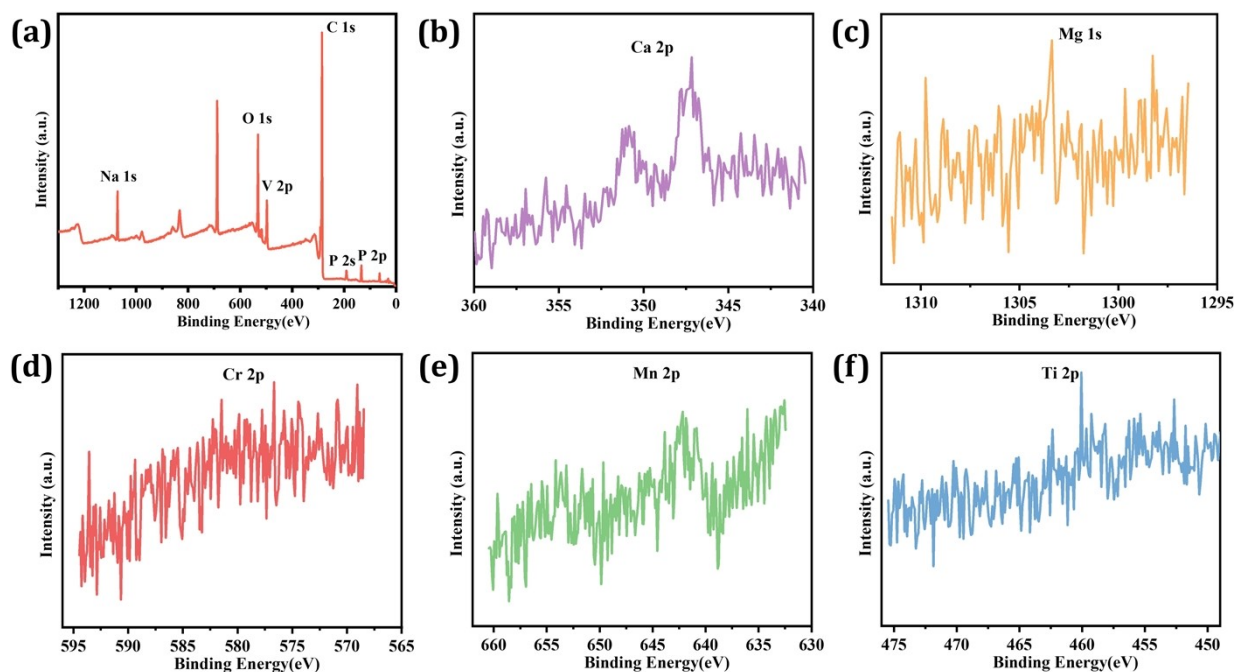 (a)
C 1s
O 1s
Na 1s
V 2p
P 2s
P 2p
Intensity (a.u.)
1200
1000
800
600
400
200
0
Binding Energy(eV)
(b)
Ca 2p
Intensity (a.u.)
360
355
350
345
340
Binding Energy(eV)
(c)
Mg 1s
Intensity (a.u.)
1310
1305
1300
1295
Binding Energy(eV)
(d)
Cr 2p
Intensity (a.u.)
595
590
585
580
575
570
565
Binding Energy(eV)
(e)
Mn 2p
Intensity (a.u.)
660
655
650
645
640
635
630
Binding Energy(eV)
(f)
Ti 2p
Intensity (a.u.)
475
470
465
460
455
450
Binding Energy(eV)